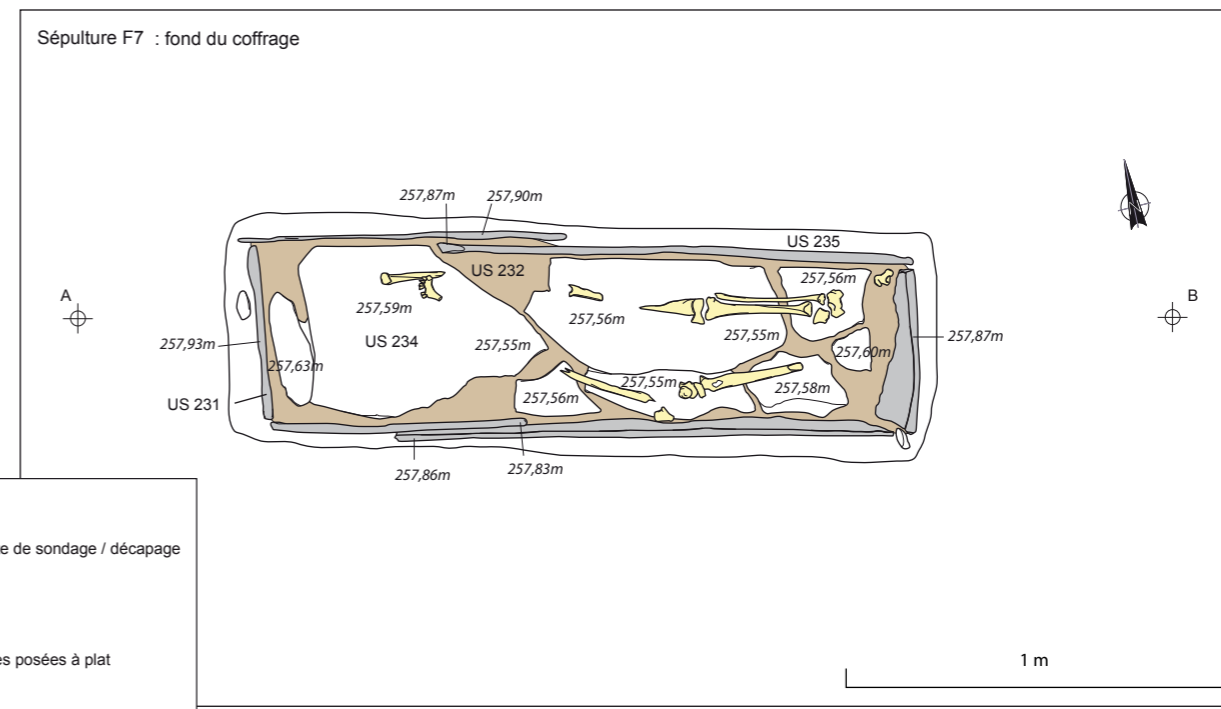 Sépulture F7 : fond du coffrage
257,87m
257,90m
US 235
US 232
257,56m
A
B
257,59m
257,56m
257,93m
US 234
257,55m
257,55m
257,87m
257,60m
257,63m
257,55m
257,58m
US 231
257,56m
257,86m
257,83m
e de sondage / décapage
es posées à plat
1 m